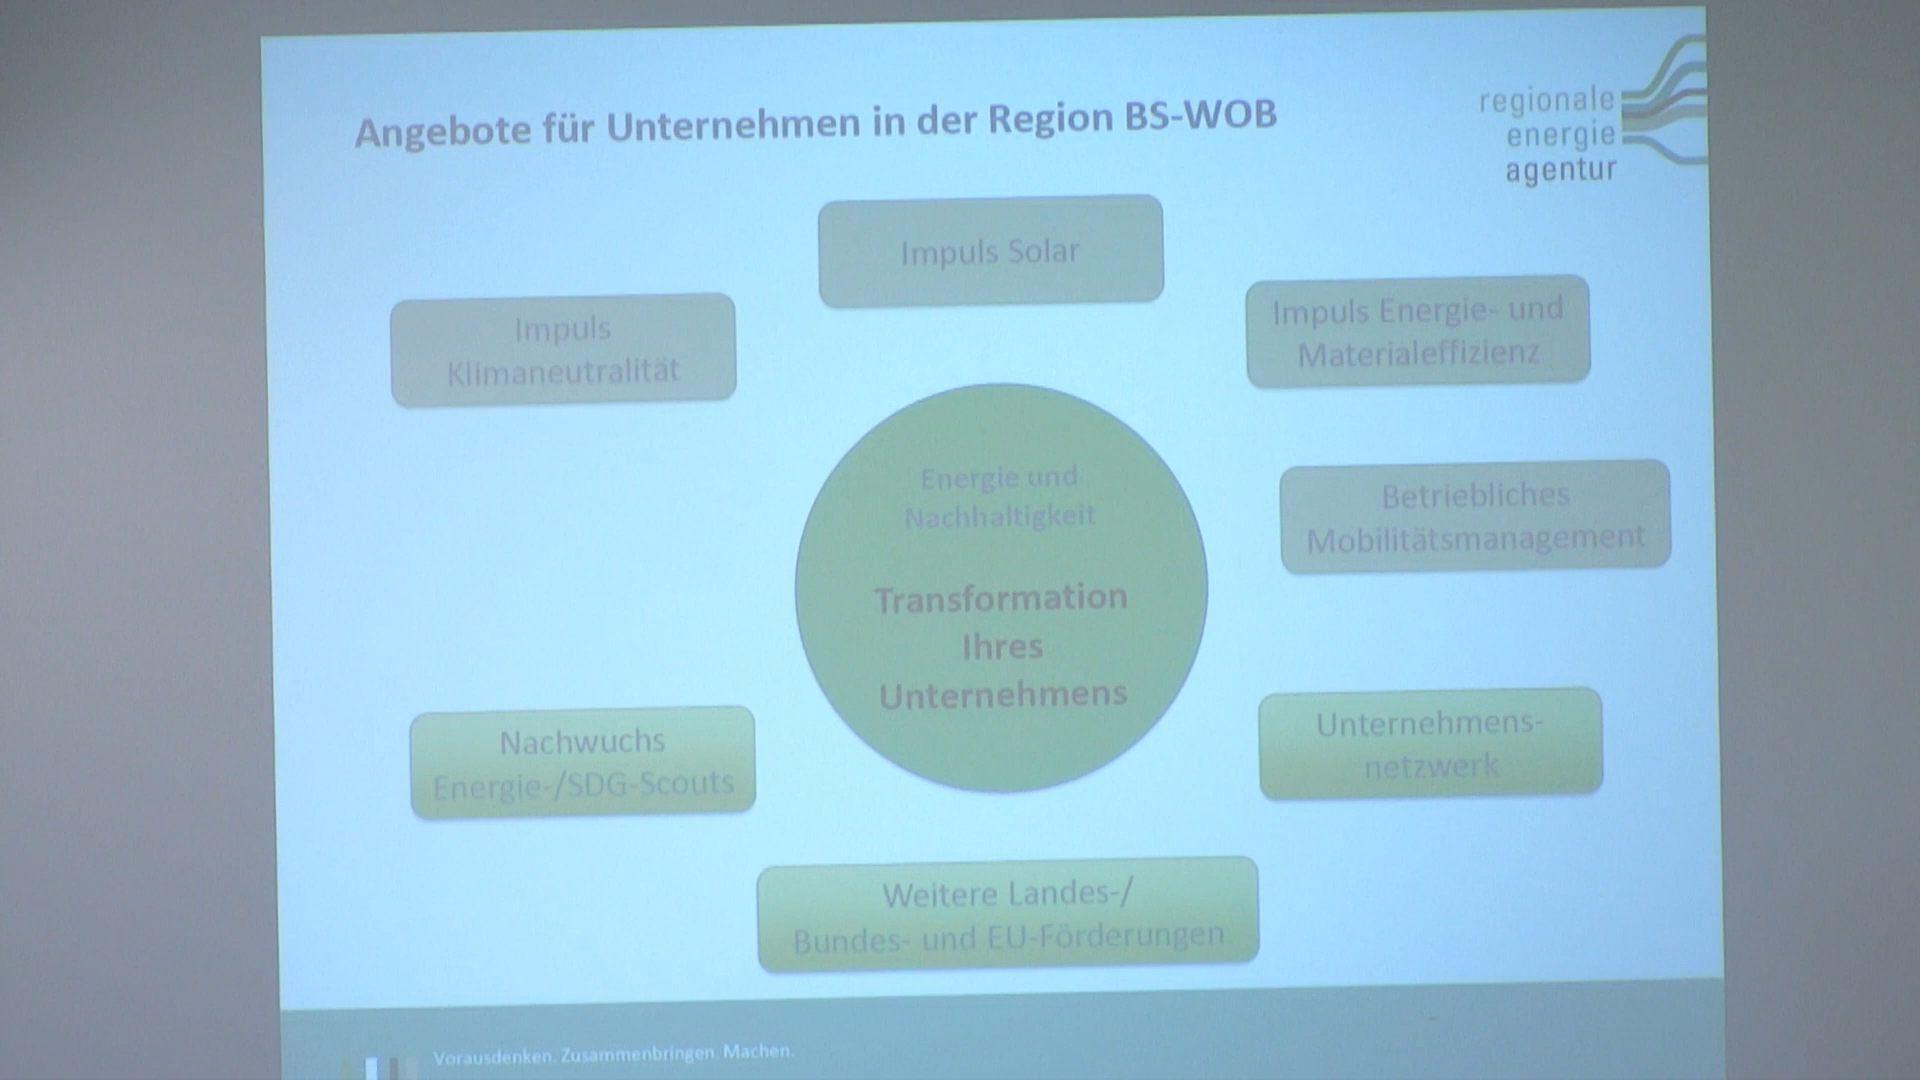 Angebote für Unternehmen in der Region BS-WOB
regionale
energie
agentur
Impuls Solar
Impuls
Klimaneutralität
Impuls Energie- und
Materialeffizienz
Energie und
Nachhaltigkeit
Transformation
Ihres
Unternehmens
Betriebliches
Mobilitätsmanagement
Nachwuchs
Energie-/SDG-Scouts
Unternehmens-
netzwerk
Weitere Landes-/
Bundes- und EU-Förderungen
Vorausdenken. Zusammenbringen. Machen.